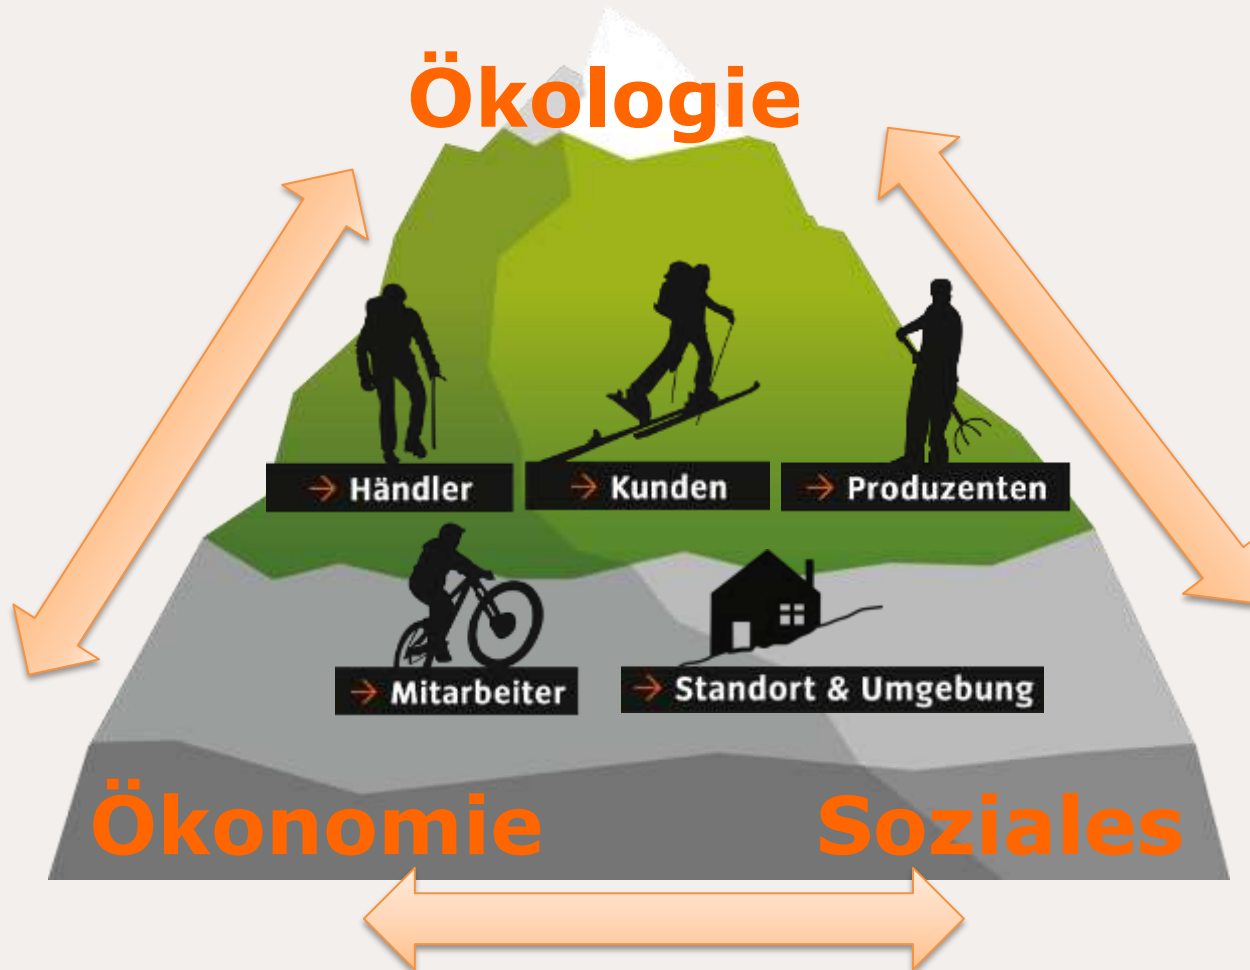 Ökologie
→ Händler
→ Kunden
→ Produzenten
→ Mitarbeiter
→ Standort & Umgebung
Ökonomie
Soziales